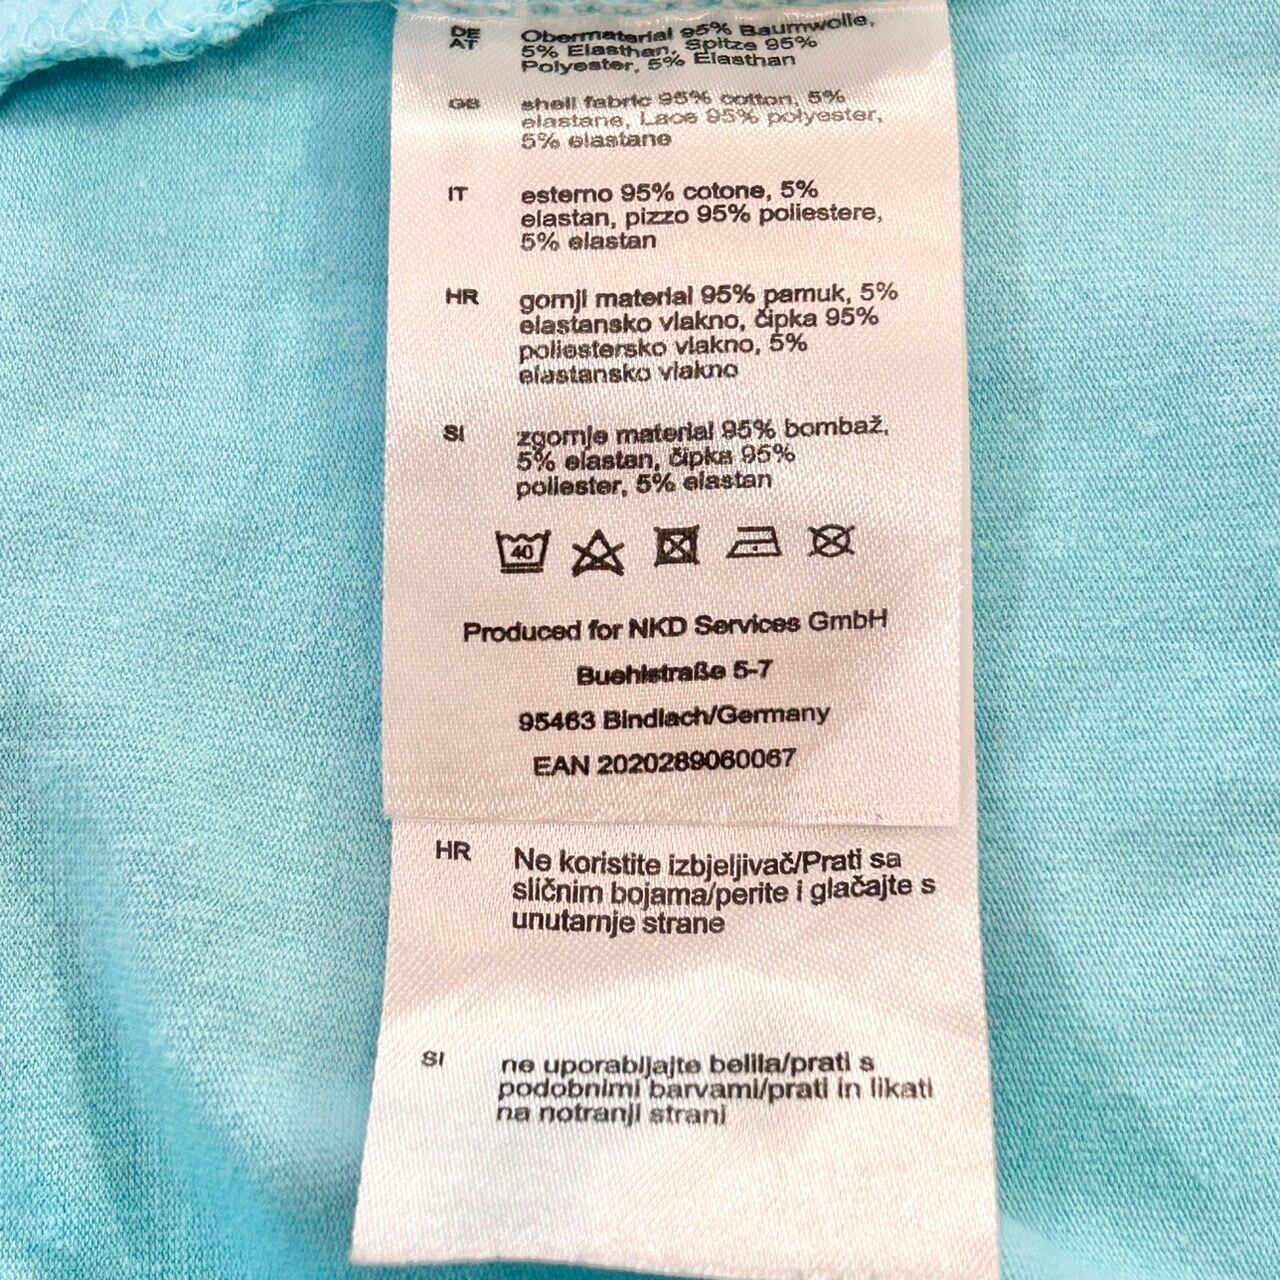 DE
AT
Obermaterial 95% Baumwolle,
5% Elasthan, Spitze 95%
Polyester, 5% Elasthan
GB
shell fabric 95% cotton, 5%
elastane, Lace 95% polyester,
5% elastane
IT
esterno 95% cotone, 5%
elastan, pizzo 95% poliestere,
5% elastan
HR
gornji material 95% pamuk, 5%
elastansko vlakno, čipka 95%
poliestersko vlakno, 5%
elastansko vlakno
SI
zgornje material 95% bombaž,
5% elastan, čipka 95%
poliester, 5% elastan
40
Produced for NKD Services GmbH
Buehlstraße 5-7
95463 Bindlach/Germany
EAN 2020289060067
HR
Ne koristite izbjeljivač/Prati sa
sličnim bojama/perite i glačajte s
unutarnje strane
SI
ne uporabljajte belila/prati s
podobnimi barvami/prati in likati
na notranji strani